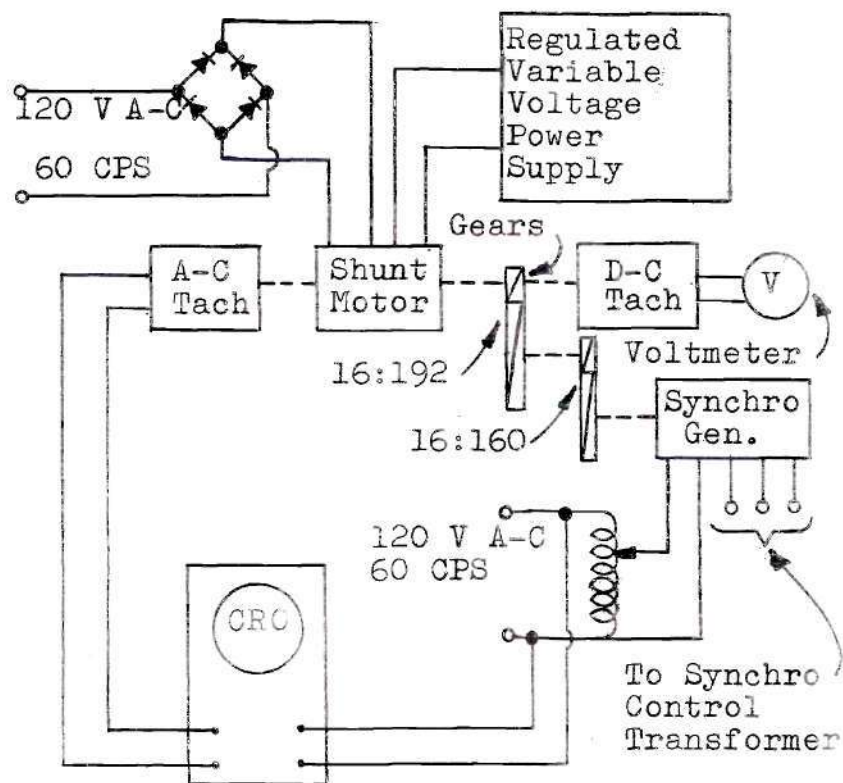 Regulated
Variable
Voltage
Power
Supply
120 V A-C
60 CPS
Gears
A-C
Tach
Shunt
Motor
D-C
Tach
V
16:192
Voltmeter
16:160
Synchro
Gen.
120 V A-C
60 CPS
CRO
To Synchro
Control
Transformer